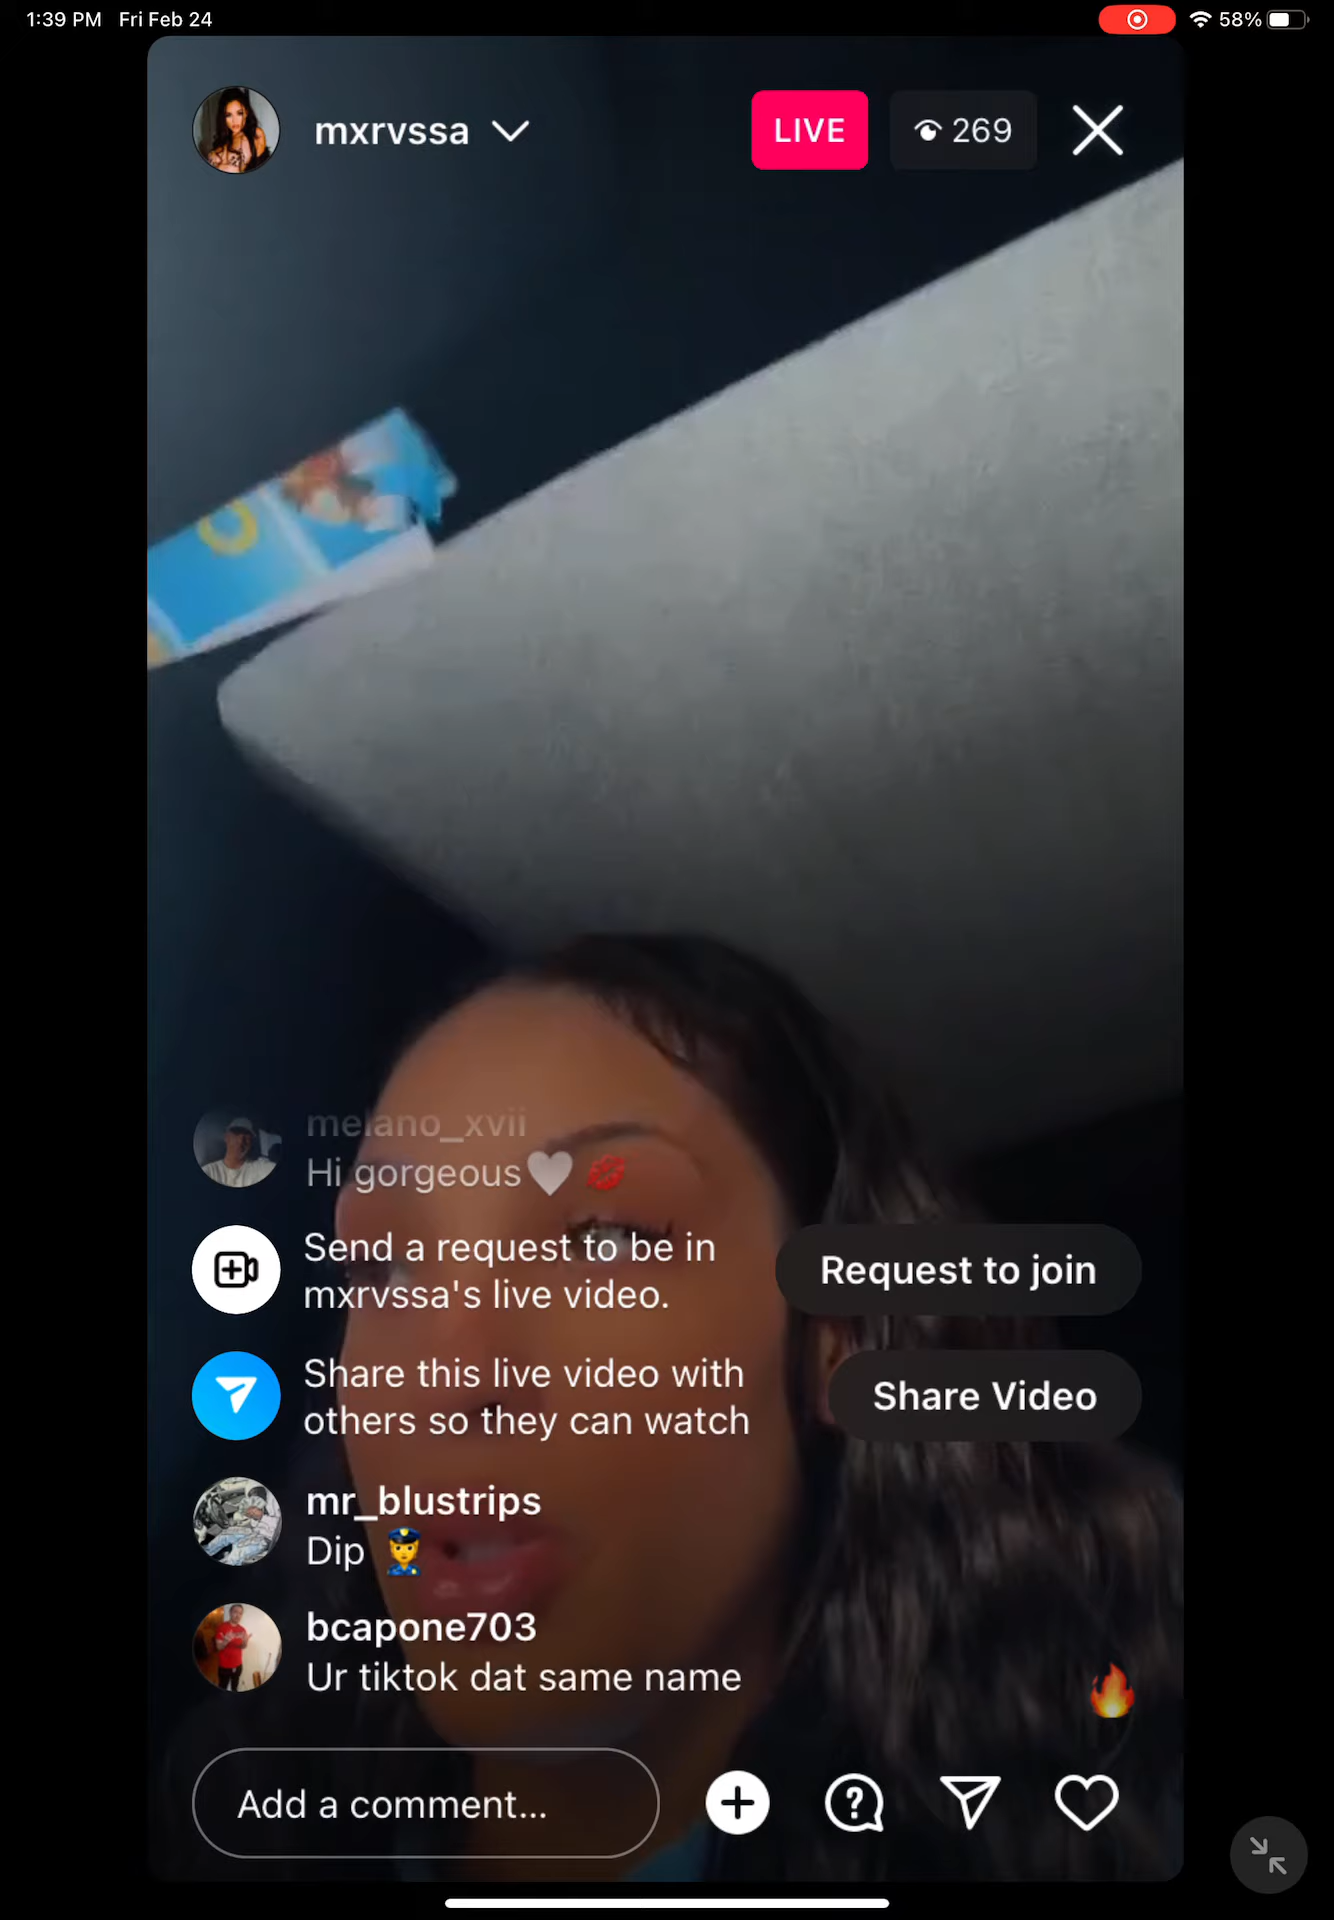 1:39 PM Fri Feb 24
58%
mxrvssa
LIVE
269
melano_xvii
Hi gorgeous🤍 💋
Send a request to be in
mxrvssa's live video.
Request to join
Share this live video with
others so they can watch
Share Video
mr_blustrips
Dip 👮
bcapone703
Ur tiktok dat same name
🔥
Add a comment...